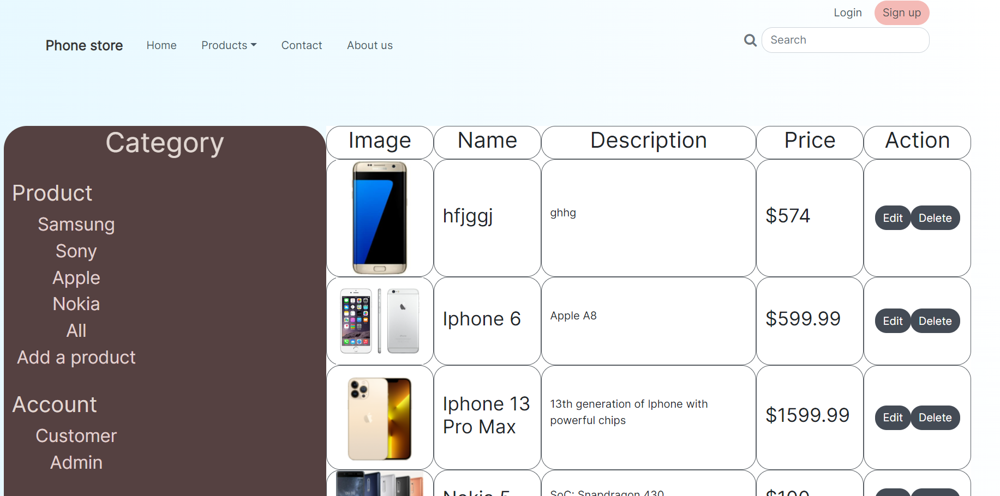 Login Sign up
Phone store Home Products Contact About us Search
Category
Product
Samsung
Sony
Apple
Nokia
All
Add a product
Account
Customer
Admin
Image Name Description Price Action
hfjggj ghhg $574 Edit Delete
Iphone 6 Apple A8 $599.99 Edit Delete
Iphone 13 Pro Max 13th generation of Iphone with powerful chips $1599.99 Edit Delete
Nokia 5 SoC: Snapdragon 430 $100